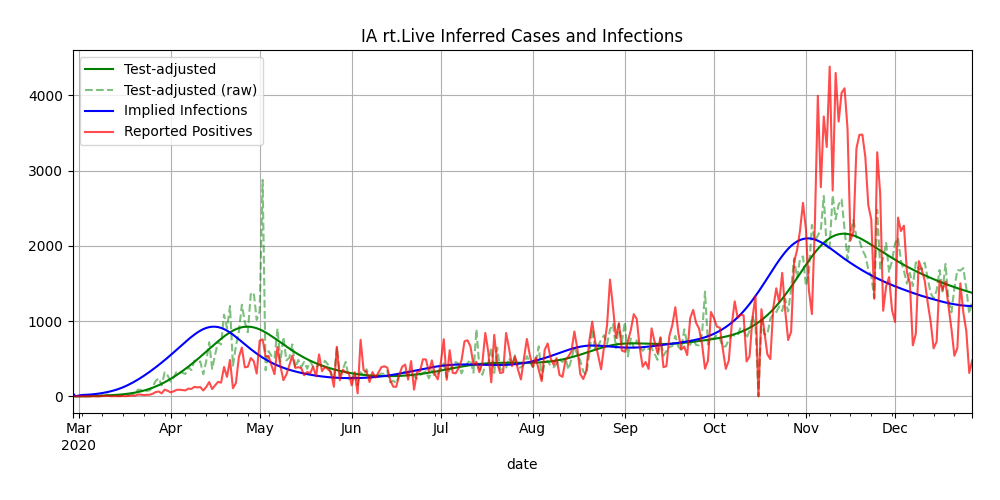 IA rt.Live Inferred Cases and Infections
Test-adjusted
Test-adjusted (raw)
Implied Infections
Reported Positives
4000
3000
2000
1000
0
Mar Apr May Jun Jul Aug Sep Oct Nov Dec
2020
date